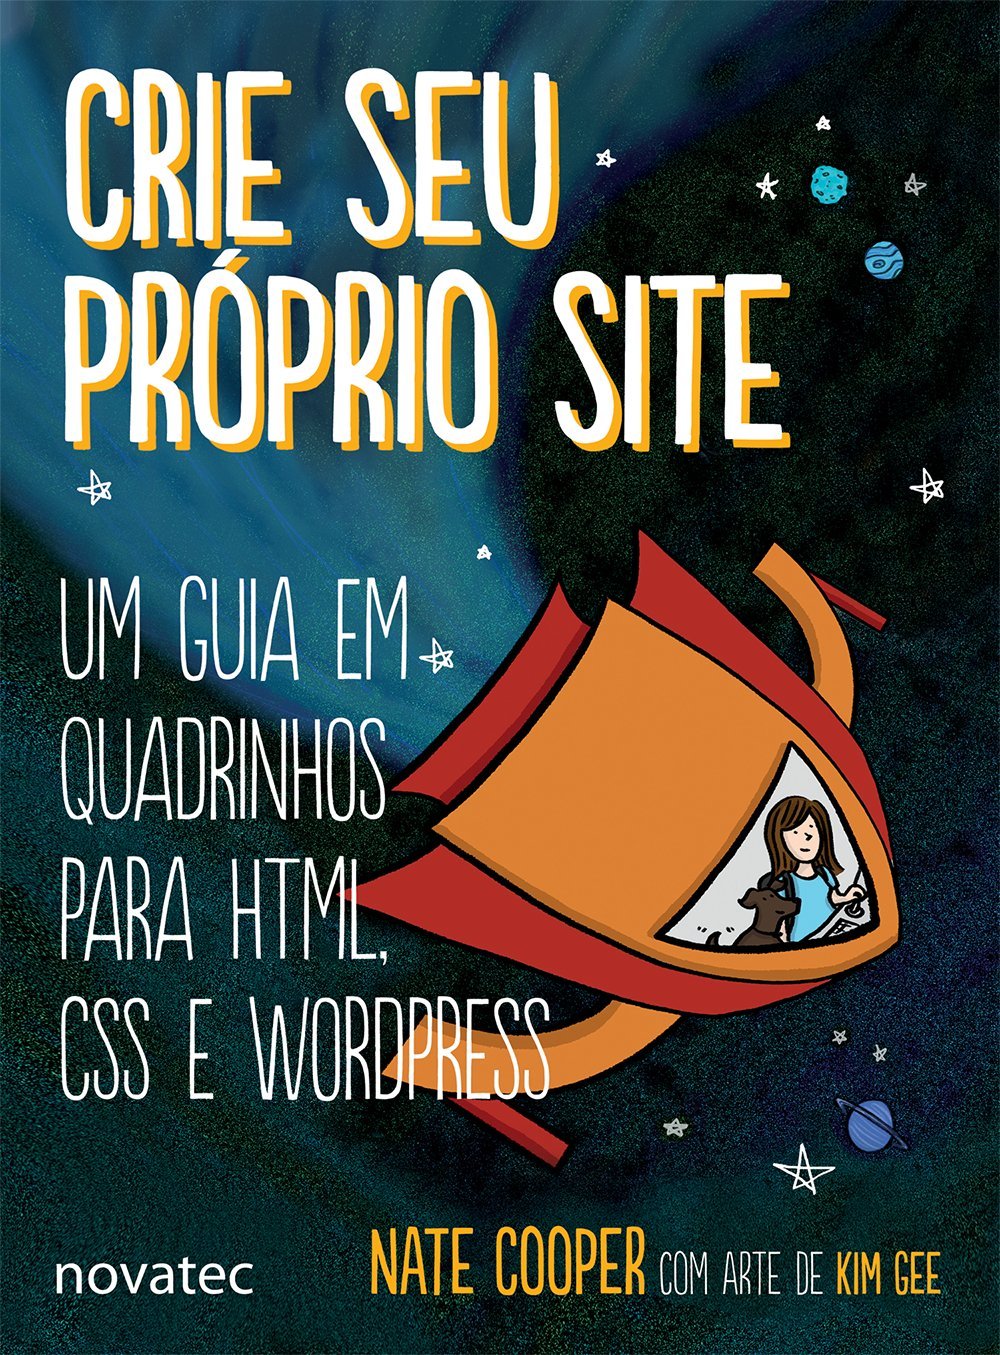 CRIE SEU
PRÓPRIO SITE
UM GUIA EM
QUADRINHOS
PARA HTML,
CSS E WORDPRESS
NATE COOPER COM ARTE DE KIM GEE
novatec